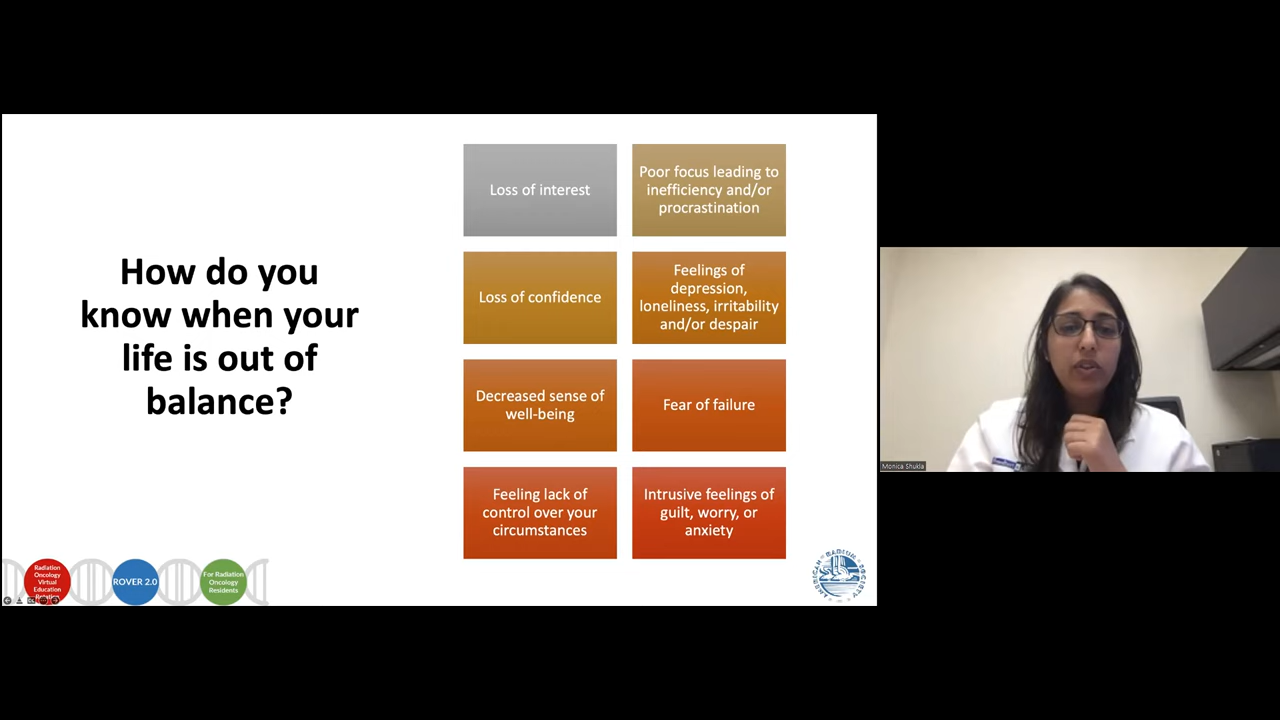 How do you
know when your
life is out of
balance?
Loss of interest
Poor focus leading to
inefficiency and/or
procrastination
Loss of confidence
Feelings of
depression,
loneliness, irritability
and/or despair
Decreased sense of
well-being
Fear of failure
Feeling lack of
control over your
circumstances
Intrusive feelings of
guilt, worry, or
anxiety
Radiation
Oncology
Virtual
Education
ROVER 2.0
For Radiation
Oncology
Residents
AMERICAN RADIUM SOCIETY
Monica Shukla